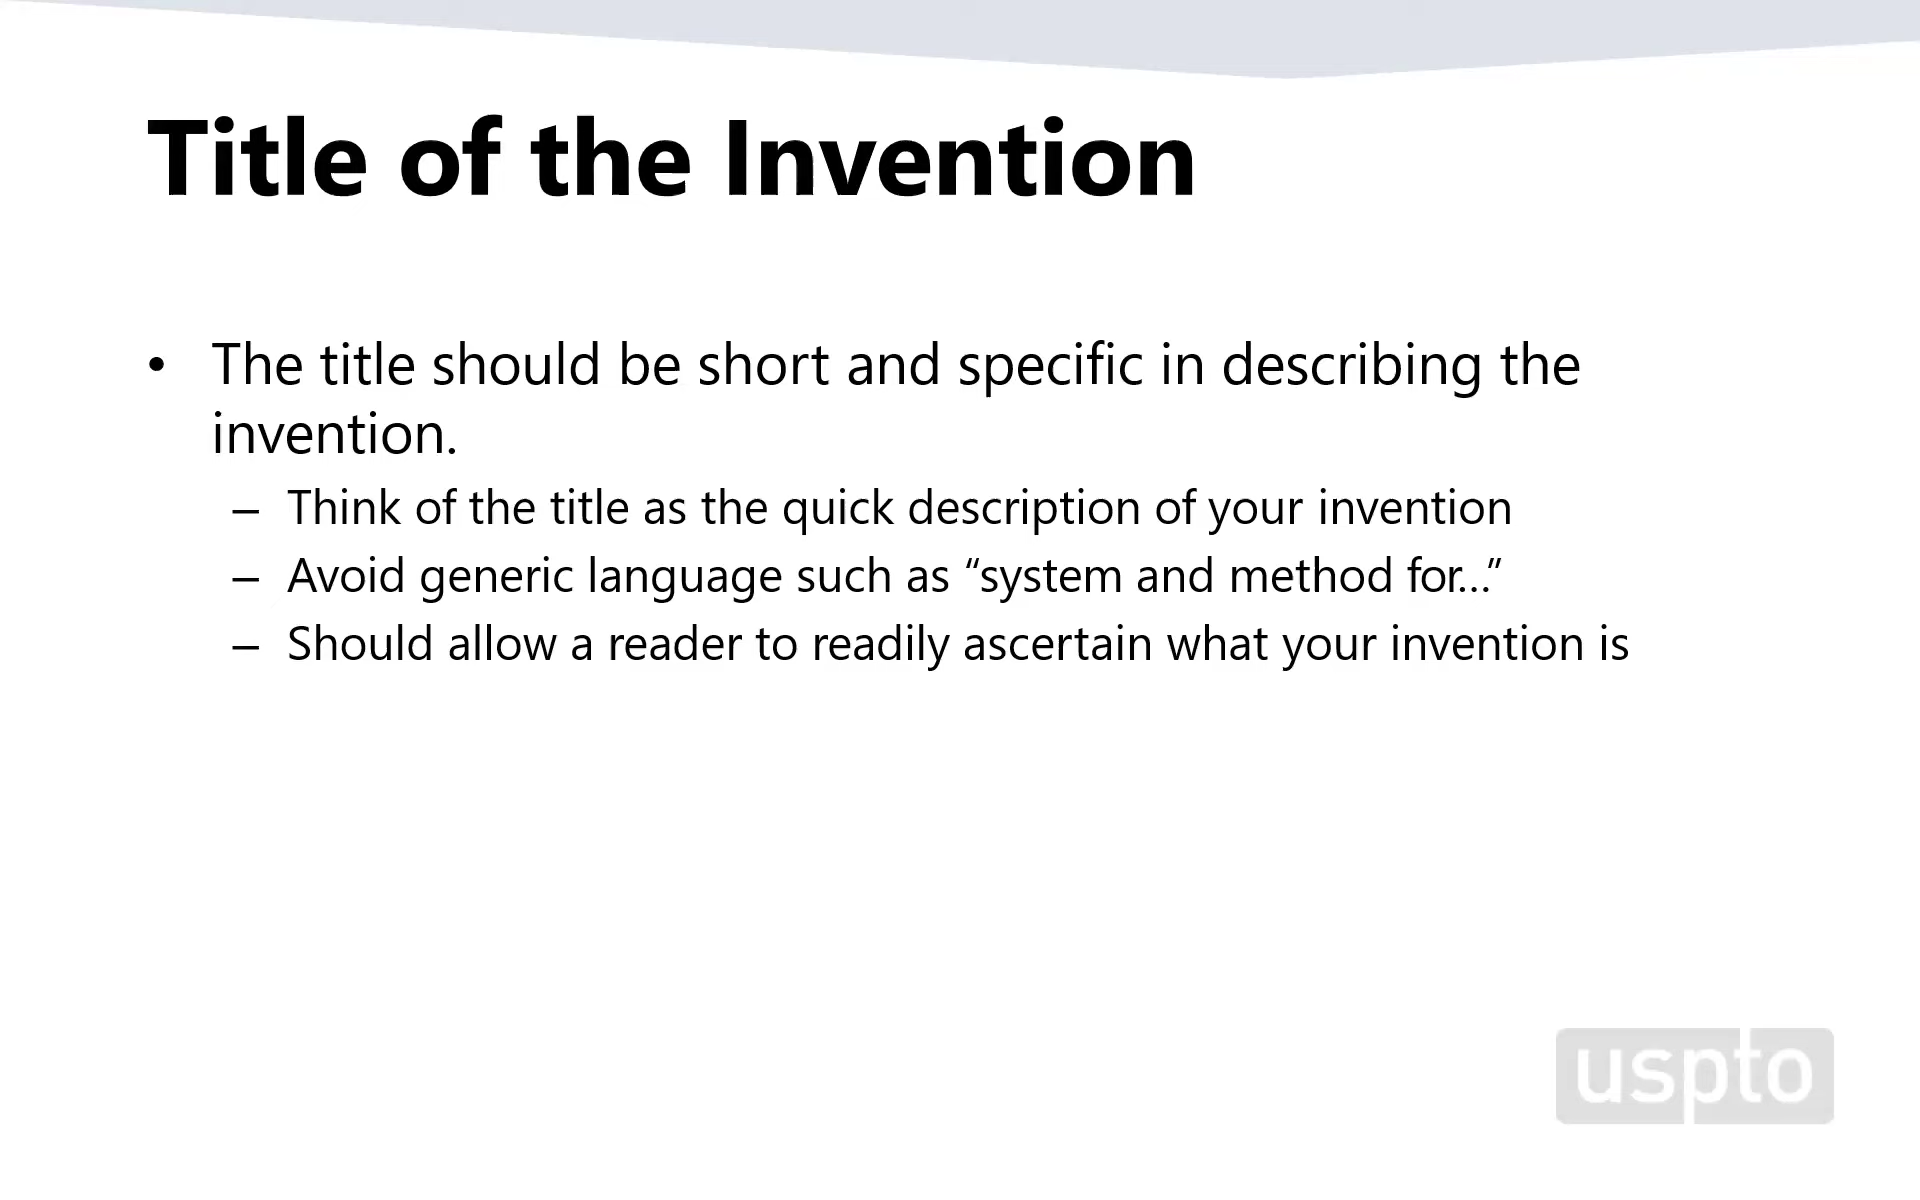 Title of the Invention
• The title should be short and specific in describing the
invention.
– Think of the title as the quick description of your invention
– Avoid generic language such as “system and method for…”
– Should allow a reader to readily ascertain what your invention is
uspto